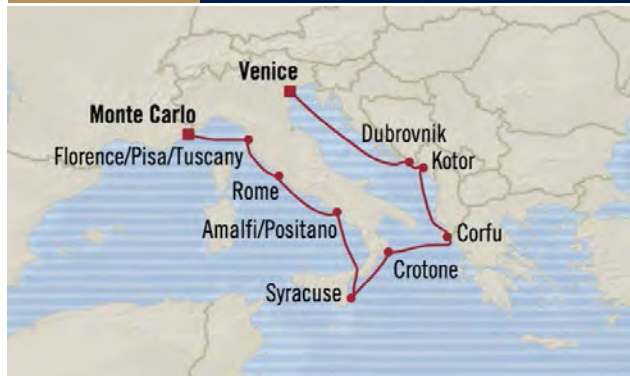 Venice
Monte Carlo
Dubrovnik
Florence/Pisa/Tuscany
Kotor
Rome
Amalfi/Positano
Corfu
Crotone
Syracuse